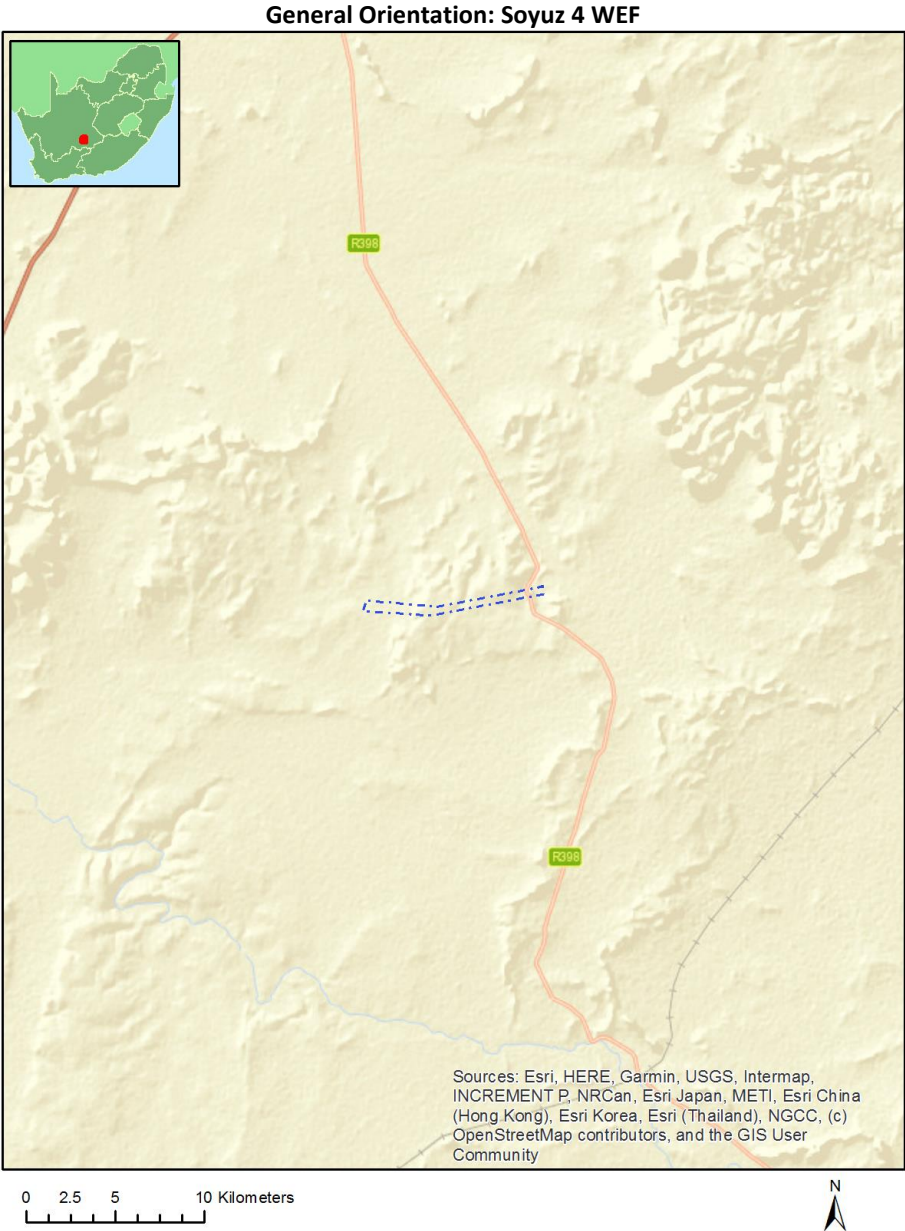 General Orientation: Soyuz 4 WEF
R398
R398
Sources: Esri, HERE, Garmin, USGS, Intermap,
INCREMENT P, NRCan, Esri Japan, METI, Esri China
(Hong Kong), Esri Korea, Esri (Thailand), NGCC, (c)
OpenStreetMap contributors, and the GIS User
Community
0 2.5 5 10 Kilometers
N